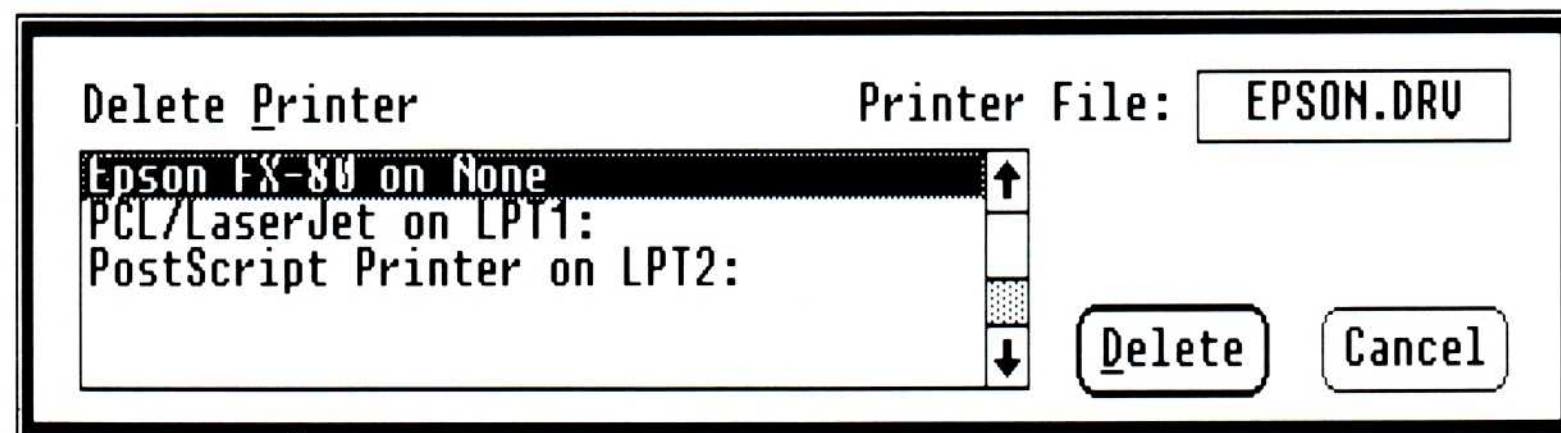 Delete Printer
Printer File: EPSON.DRV
Epson FX-80 on None
PCL/LaserJet on LPT1:
PostScript Printer on LPT2:
Delete Cancel